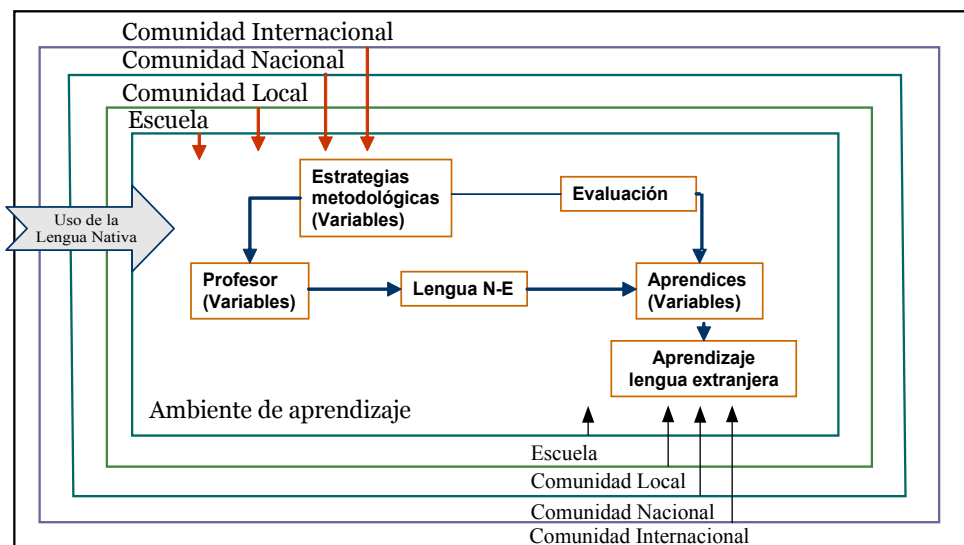 Comunidad Internacional
Comunidad Nacional
Comunidad Local
Escuela
Estrategias
metodológicas
(Variables)
Evaluación
Uso de la
Lengua Nativa
Profesor
(Variables)
Lengua N-E
Aprendices
(Variables)
Aprendizaje
lengua extranjera
Ambiente de aprendizaje
Escuela
Comunidad Local
Comunidad Nacional
Comunidad Internacional